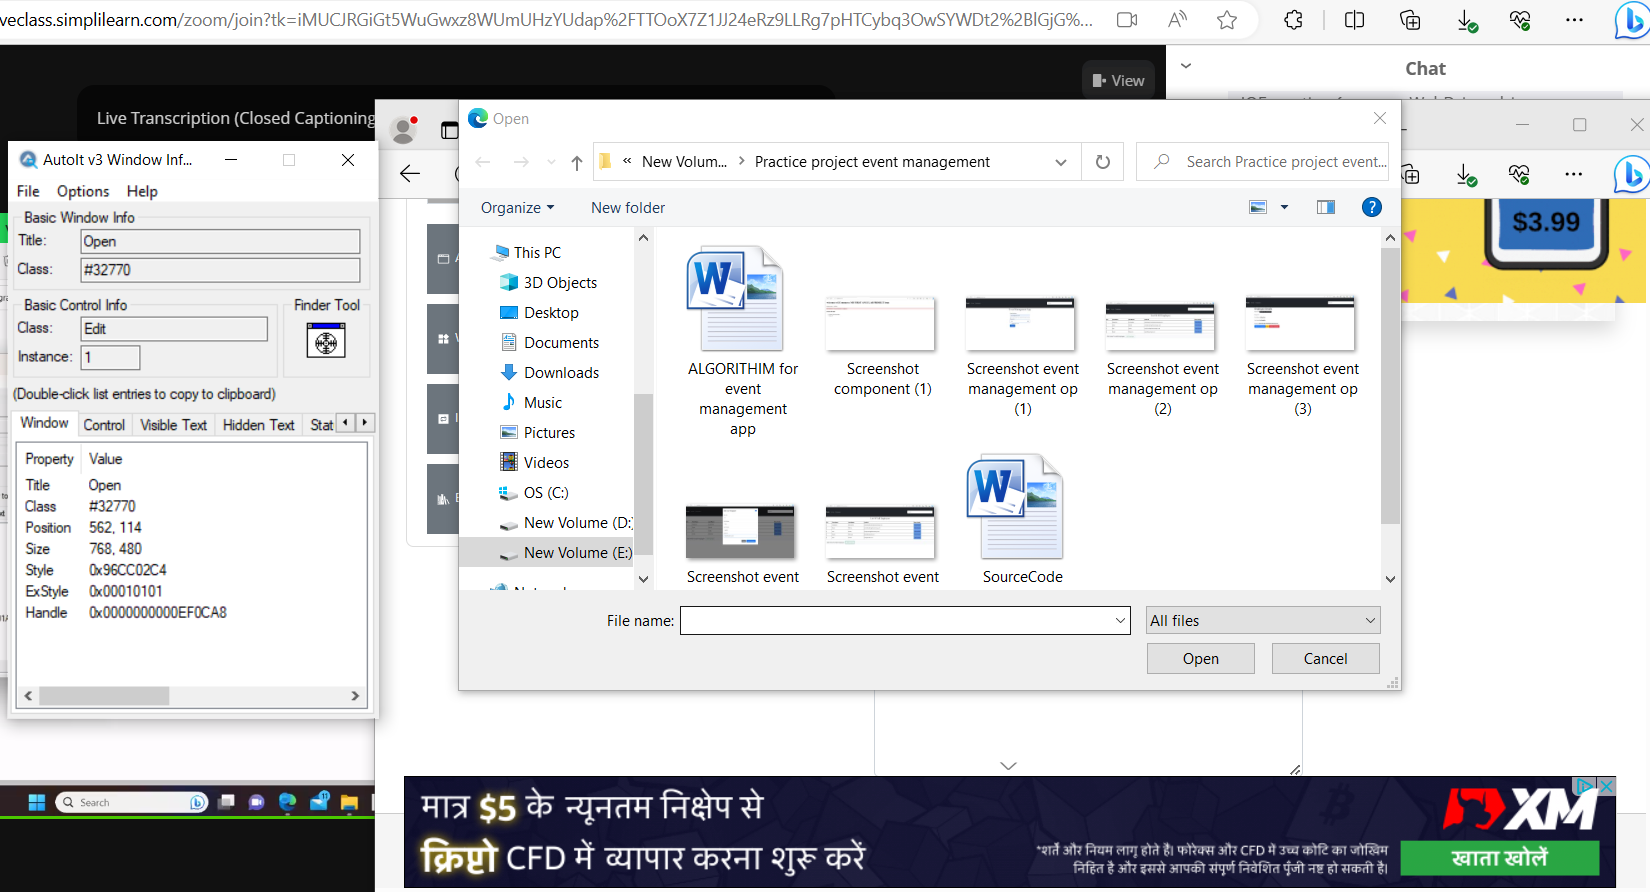 veclass.simplilearn.com/zoom/join?tk=iMUCJRGiGt5WuGwxz8WUmUHzYUdap%2FTTOoX7Z1JJ24eRz9LLRg7pHTCybq3OwSYWDt2%2BlGjG%...
View
Chat
Live Transcription (Closed Captioning
AutoIt v3 Window Inf...
File Options Help
Basic Window Info
Title: Open
Class: #32770
Basic Control Info
Class: Edit
Instance: 1
Finder Tool
(Double-click list entries to copy to clipboard)
Window Control Visible Text Hidden Text Stat
Property Value
Title Open
Class #32770
Position 562, 114
Size 768, 480
Style 0x96CC02C4
ExStyle 0x00010101
Handle 0x0000000000EF0CA8
Search
Open
« New Volum... > Practice project event management
Search Practice project event...
Organize New folder
This PC
3D Objects
Desktop
Documents
Downloads
Music
Pictures
Videos
OS (C:)
New Volume (D:)
New Volume (E:)
ALGORITHIM for
event
management
app
Screenshot
component (1)
Screenshot event
management op
(1)
Screenshot event
management op
(2)
Screenshot event
management op
(3)
Screenshot event
Screenshot event
SourceCode
File name:
All files
Open Cancel
$3.99
मात्र $5 के न्यूनतम निक्षेप से
क्रिप्टो CFD में व्यापार करना शुरू करें
*शर्तें और नियम लागू होते हैं। फोरेक्स और CFD में उच्च कोटि का जोखिम
निहित है और इससे आपकी संपूर्ण निवेशित पूँजी नष्ट हो सकती है।
XM
खाता खोलें